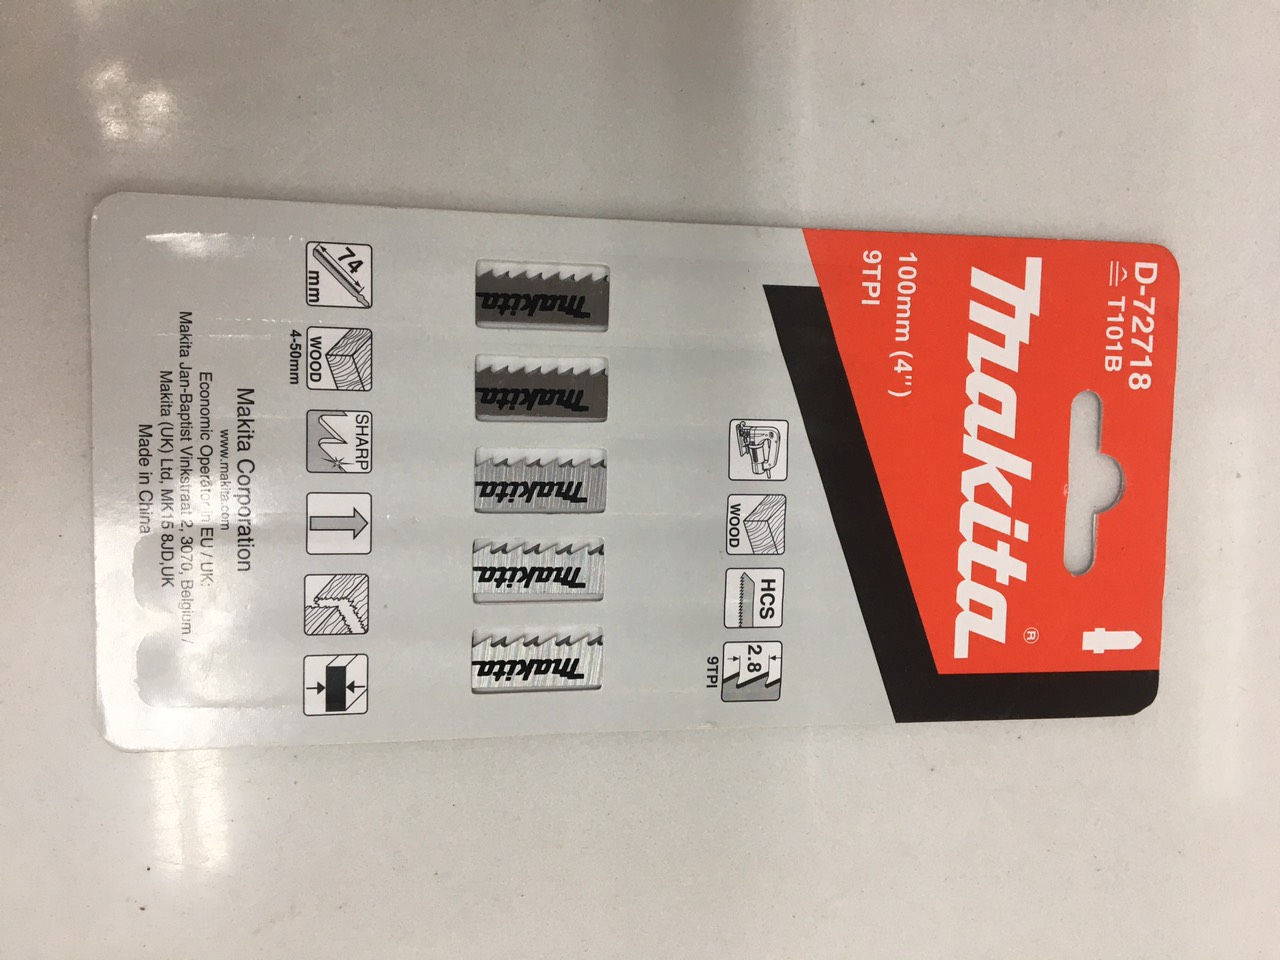 D-72718
≙ T101B
Makita®
100mm (4")
9TPI
WOOD
HCS
2.8
9TPI
Makita
Makita
Makita
Makita
Makita
74
mm
WOOD
4-50mm
SHARP
Makita Corporation
www.makita.com
Economic Operator in EU / UK:
Makita Jan-Baptist Vinkstraat 2, 3070, Belgium /
Makita (UK) Ltd, MK15 8JD,UK
Made in China